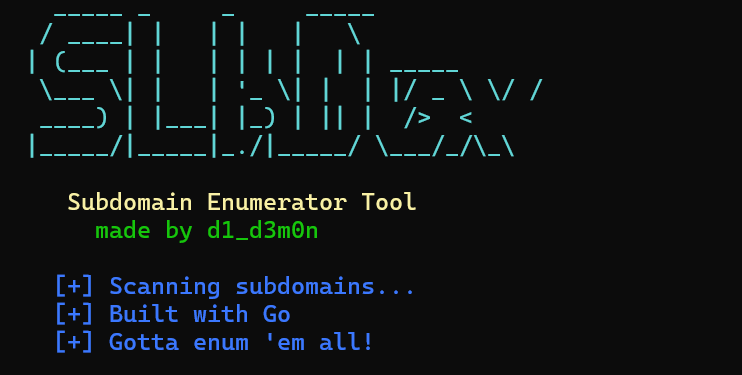 Subdomain Enumerator Tool
made by d1_d3m0n
[+] Scanning subdomains...
[+] Built with Go
[+] Gotta enum 'em all!